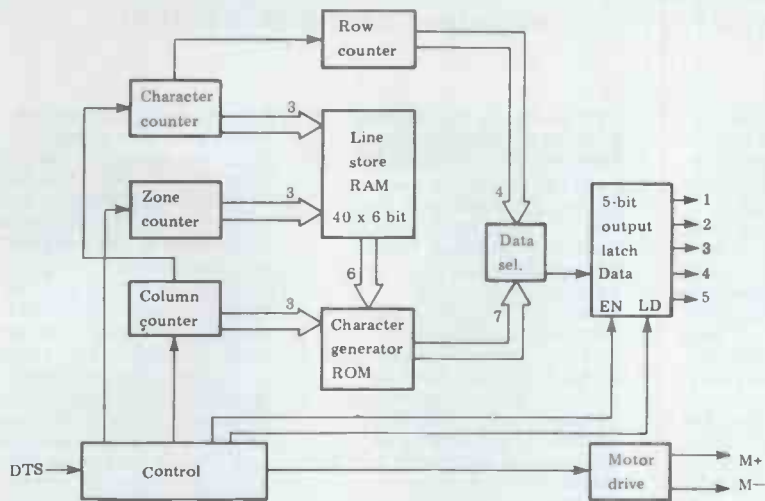 Row
counter
Character
counter
3
Line
store
RAM
40 x 6 bit
Zone
counter
3
4
5-bit
output
latch
Data
EN LD
1
2
3
4
5
Data
sel.
6
7
Column
counter
3
Character
generator
ROM
DTS
Control
Motor
drive
M+
M−